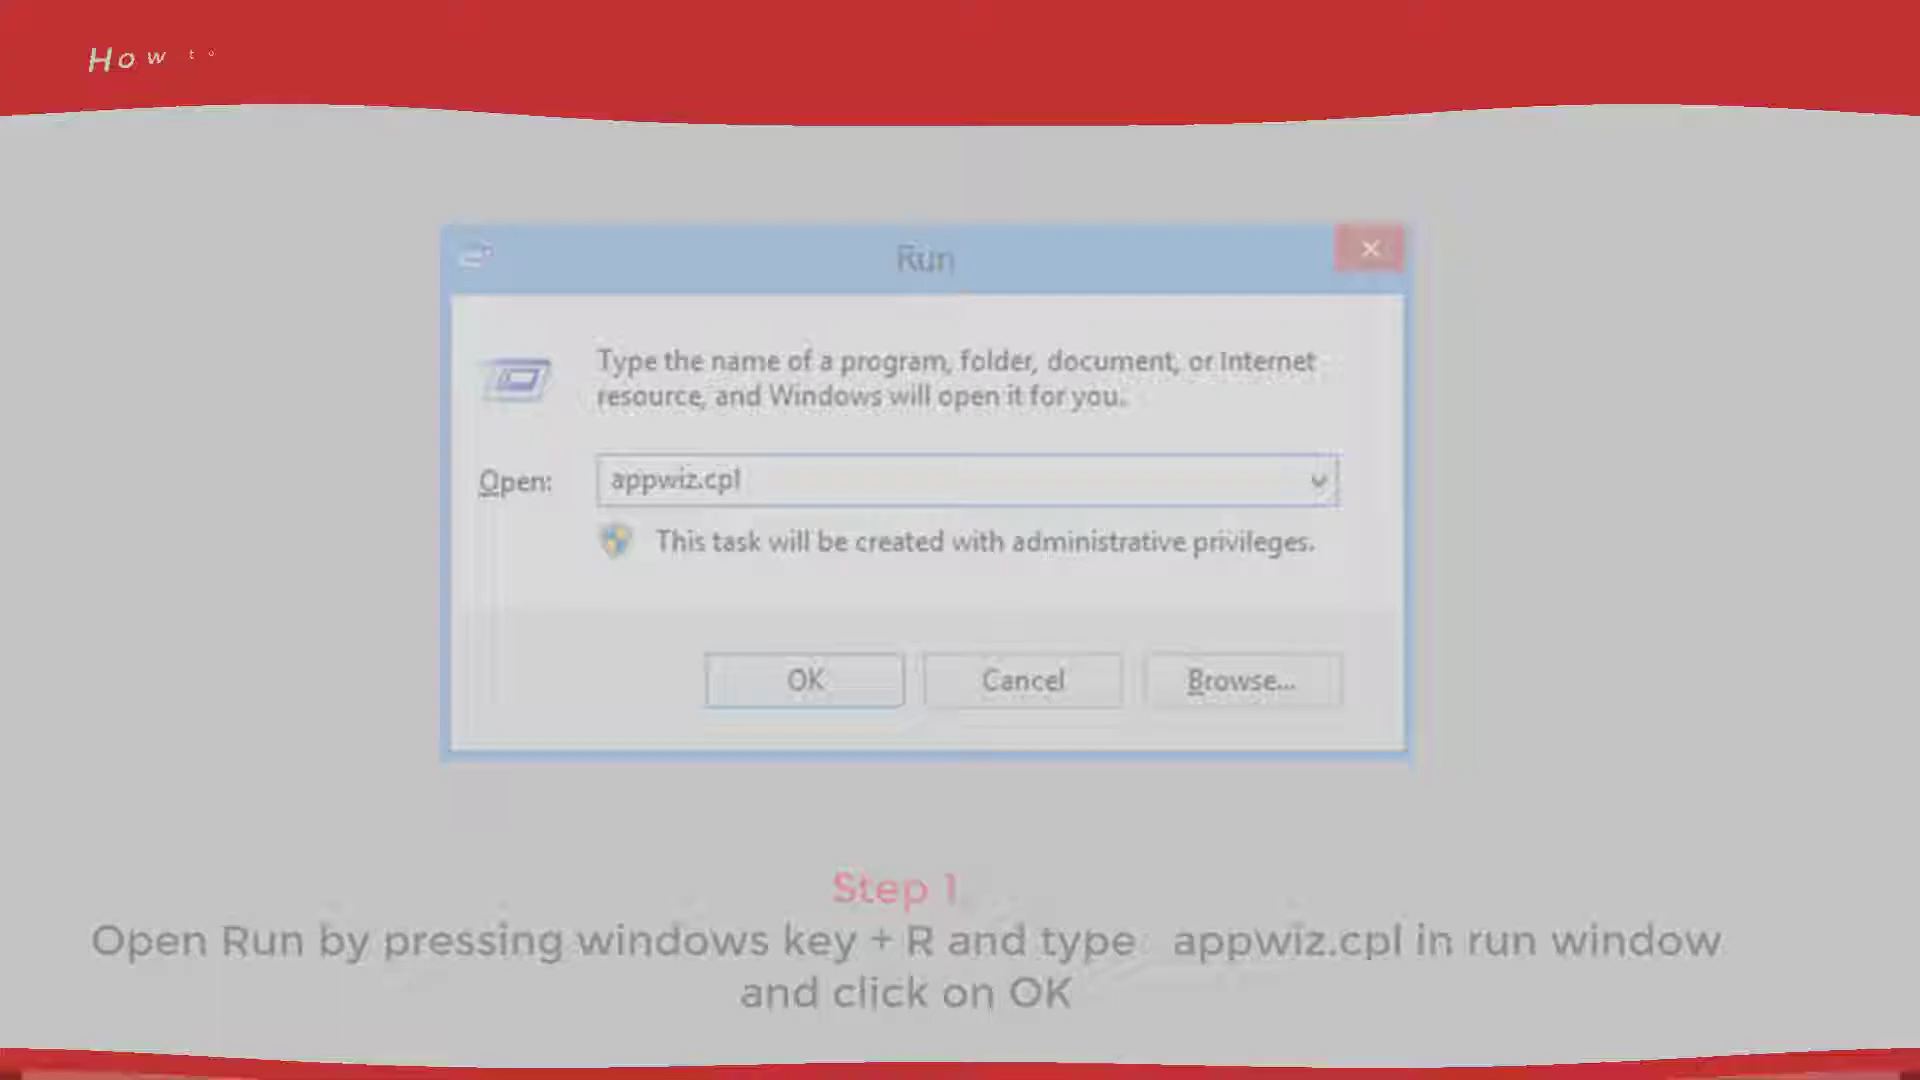 How to
Run
Type the name of a program, folder, document, or Internet
resource, and Windows will open it for you.
Open:
appwiz.cpl
This task will be created with administrative privileges.
OK
Cancel
Browse...
Step 1
Open Run by pressing windows key + R and type appwiz.cpl in run window
and click on OK